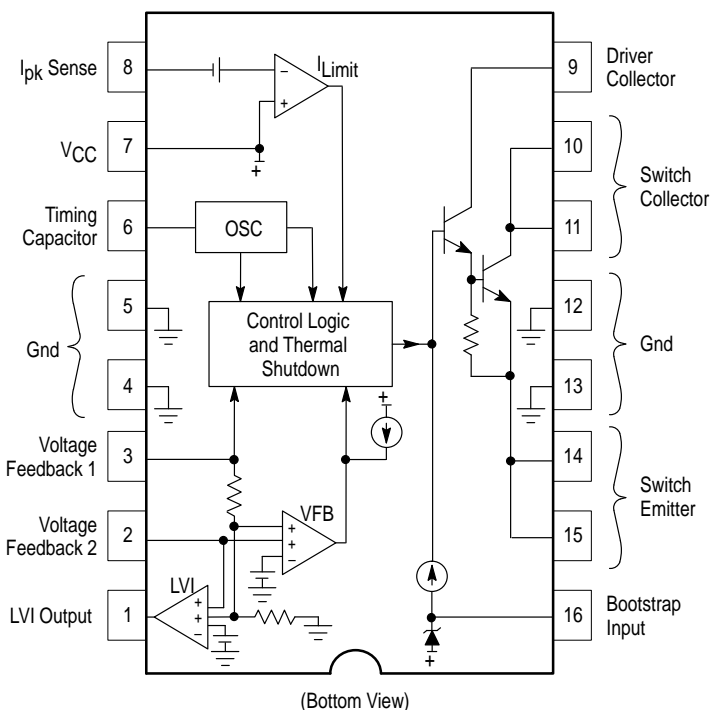 Ipk Sense
8
ILimit
−
+
9
Driver
Collector
VCC
7
+
10
Switch
Collector
Timing
Capacitor
6
OSC
11
5
12
Gnd
Control Logic
and Thermal
Shutdown
Gnd
4
13
+
Voltage
Feedback 1
3
14
Switch
Emitter
VFB
Voltage
Feedback 2
2
+
+
−
15
LVI
LVI Output
1
+
+
−
16
Bootstrap
Input
+
(Bottom View)